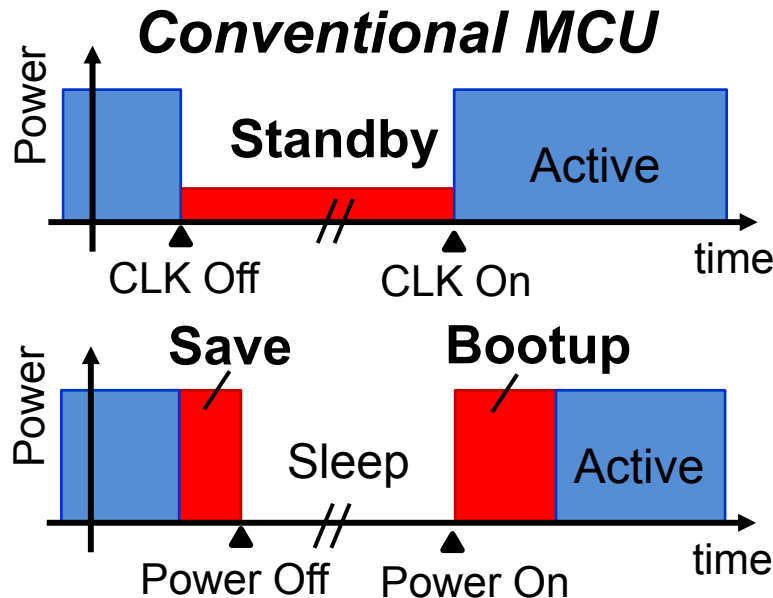 Conventional MCU
Power
Standby
Active
CLK Off
CLK On
time
Save
Bootup
Power
Sleep
Active
Power Off
Power On
time